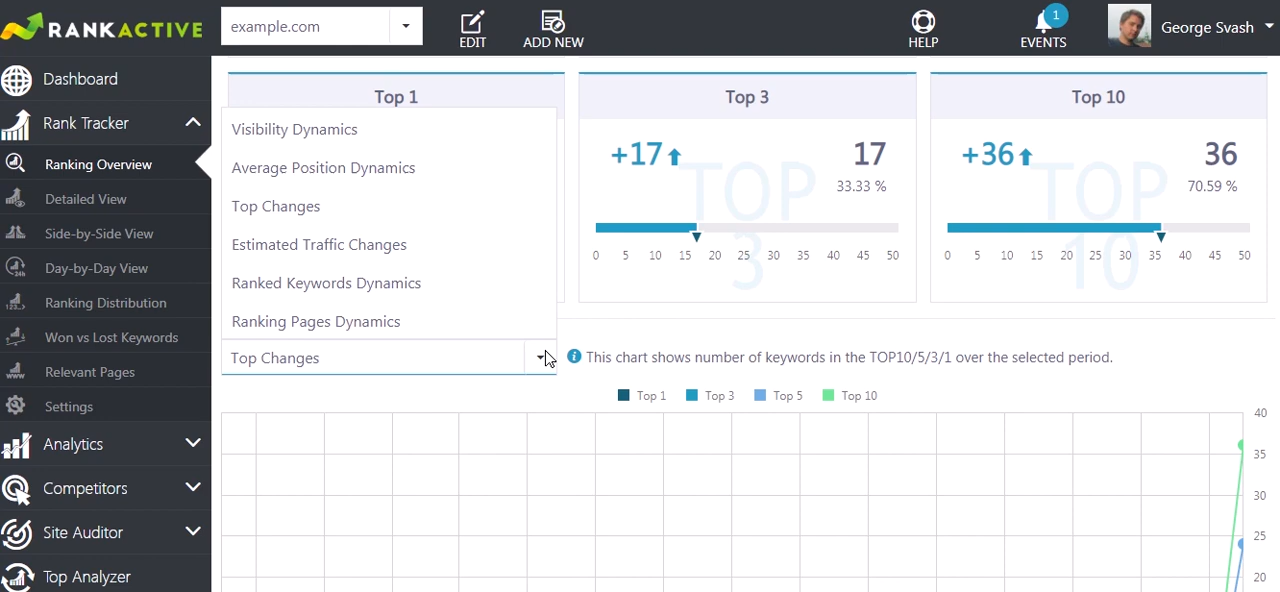 RANKACTIVE
example.com
EDIT
ADD NEW
HELP
1
EVENTS
George Svash
Dashboard
Rank Tracker
Ranking Overview
Detailed View
Side-by-Side View
24h
Day-by-Day View
123...
Ranking Distribution
Won vs Lost Keywords
Relevant Pages
Settings
Analytics
Competitors
Site Auditor
Top Analyzer
Top 1
Visibility Dynamics
Average Position Dynamics
Top Changes
Estimated Traffic Changes
Ranked Keywords Dynamics
Ranking Pages Dynamics
Top Changes
Top 3
TOP
3
+17 17
33.33 %
0 5 10 15 20 25 30 35 40 45 50
Top 10
TOP
10
+36 36
70.59 %
0 5 10 15 20 25 30 35 40 45 50
This chart shows number of keywords in the TOP10/5/3/1 over the selected period.
Top 1 Top 3 Top 5 Top 10
40
35
30
25
20